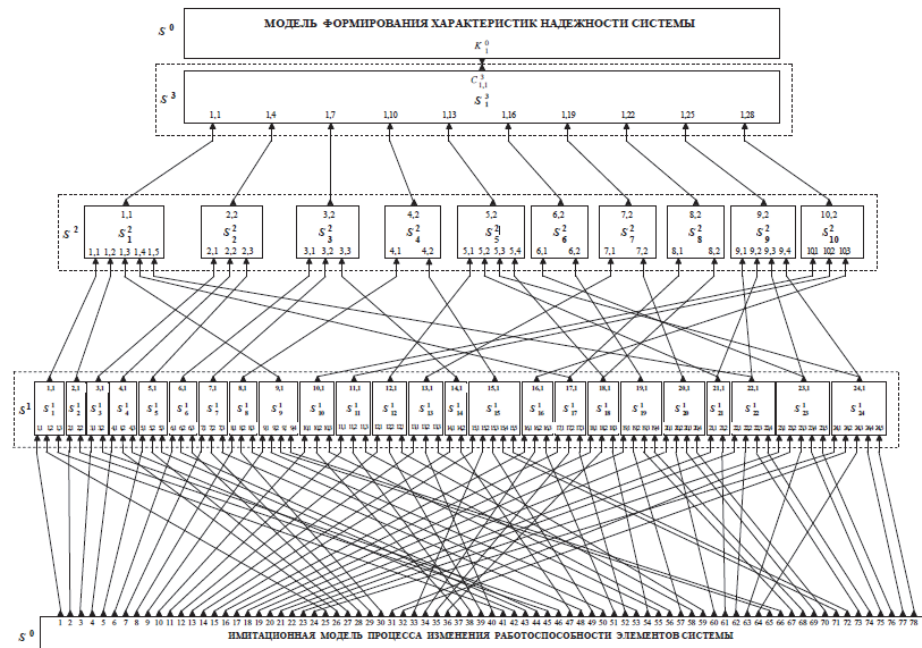 S⁰ МОДЕЛЬ ФОРМИРОВАНИЯ ХАРАКТЕРИСТИК НАДЕЖНОСТИ СИСТЕМЫ
K⁰₁
C³₁,₁
S³ S³₁
1,1 1,4 1,7 1,10 1,13 1,16 1,19 1,22 1,25 1,28
1,1 2,2 3,2 4,2 5,2 6,2 7,2 8,2 9,2 10,2
S² S²₁ S²₂ S²₃ S²₄ S²₅ S²₆ S²₇ S²₈ S²₉ S²₁₀
1,1 1,2 1,3 1,4 1,5 2,1 2,2 2,3 3,1 3,2 3,3 4,1 4,2 5,1 5,2 5,3 5,4 6,1 6,2 7,1 7,2 8,1 8,2 9,1 9,2 9,3 9,4 10,1 10,2 10,3
1,1 2,1 3,1 4,1 5,1 6,1 7,1 8,1 9,1 10,1 11,1 12,1 13,1 14,1 15,1 16,1 17,1 18,1 19,1 20,1 21,1 22,1 23,1 24,1
S¹ S¹₁ S¹₂ S¹₃ S¹₄ S¹₅ S¹₆ S¹₇ S¹₈ S¹₉ S¹₁₀ S¹₁₁ S¹₁₂ S¹₁₃ S¹₁₄ S¹₁₅ S¹₁₆ S¹₁₇ S¹₁₈ S¹₁₉ S¹₂₀ S¹₂₁ S¹₂₂ S¹₂₃ S¹₂₄
1 2 3 4 5 6 7 8 9 10 11 12 13 14 15 16 17 18 19 20 21 22 23 24 25 26 27 28 29 30 31 32 33 34 35 36 37 38 39 40 41 42 43 44 45 46 47 48 49 50 51 52 53 54 55 56 57 58 59 60 61 62 63 64 65 66 67 68 69 70 71 72 73 74 75 76 77 78
S⁰ ИМИТАЦИОННАЯ МОДЕЛЬ ПРОЦЕССА ИЗМЕНЕНИЯ РАБОТОСПОСОБНОСТИ ЭЛЕМЕНТОВ СИСТЕМЫ